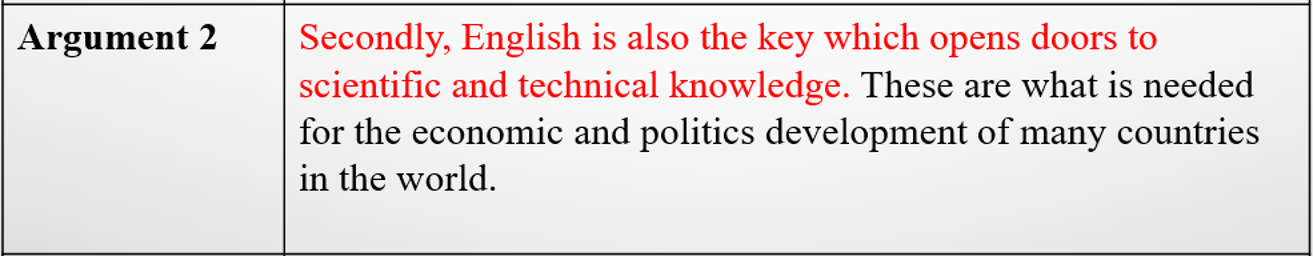 Argument 2
Secondly, English is also the key which opens doors to
scientific and technical knowledge. These are what is needed
for the economic and politics development of many countries
in the world.